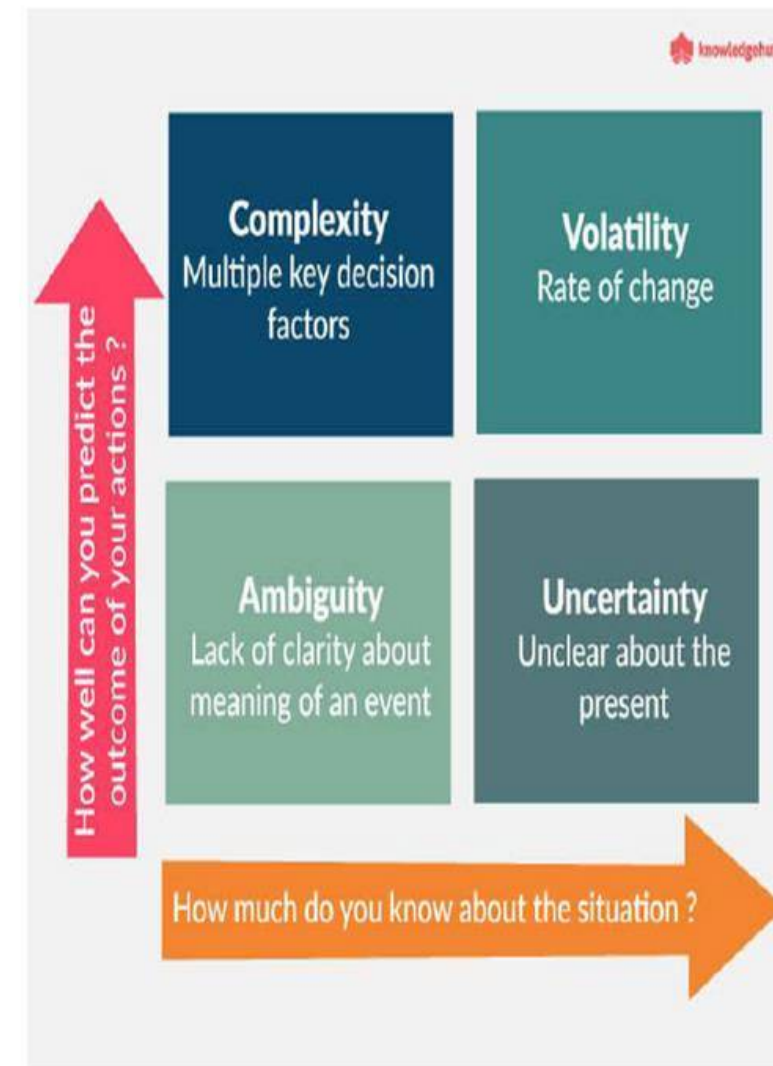 knowledgehut
Complexity
Multiple key decision
factors
Volatility
Rate of change
How well can you predict the
outcome of your actions ?
Ambiguity
Lack of clarity about
meaning of an event
Uncertainty
Unclear about the
present
How much do you know about the situation ?